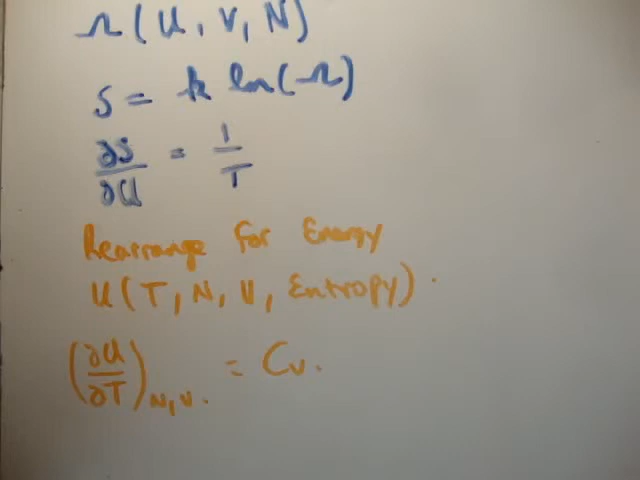 Ω(U, V, N)
S = k ln(Ω)
∂S/∂U = 1/T
Rearrange for Energy
U(T, N, V, Entropy).
(∂U/∂T)N,V. = Cv.